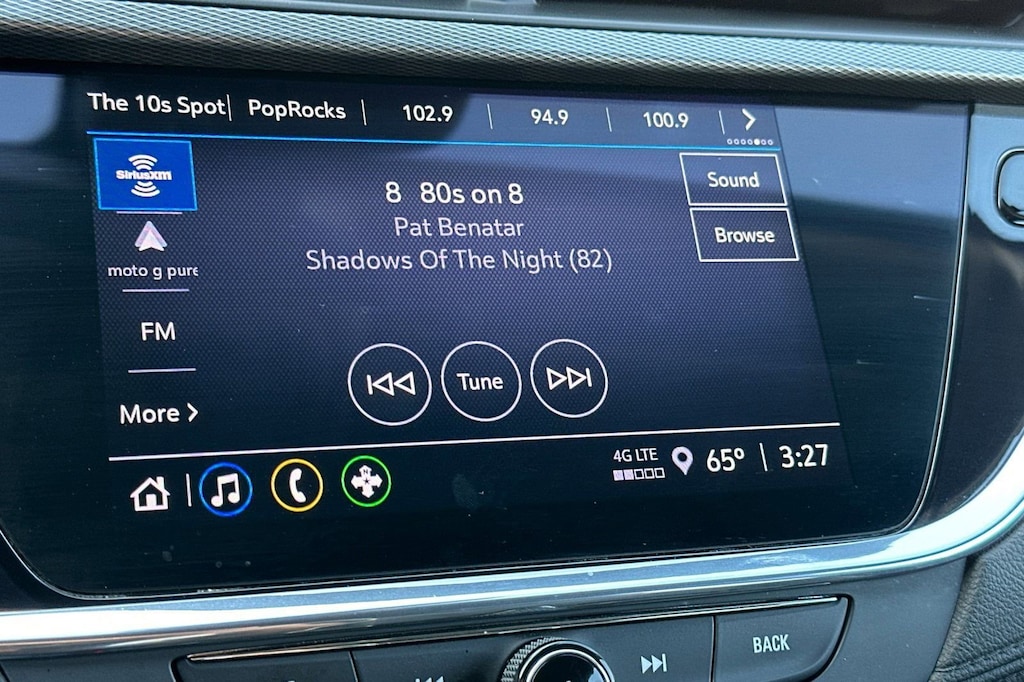 The 10s Spot PopRocks 102.9 94.9 100.9
SiriusXM
8 80s on 8
Pat Benatar
Shadows Of The Night (82)
Sound
Browse
moto g pure
FM
More
Tune
4G LTE
65° 3:27
N
BACK